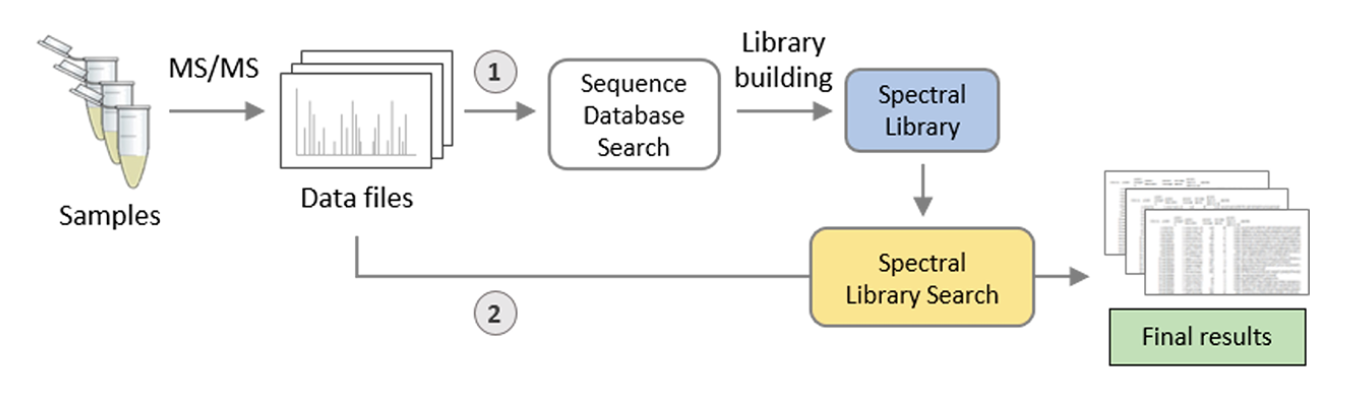 MS/MS
Samples
Data files
1
Sequence
Database
Search
Library
building
Spectral
Library
2
Spectral
Library Search
Final results